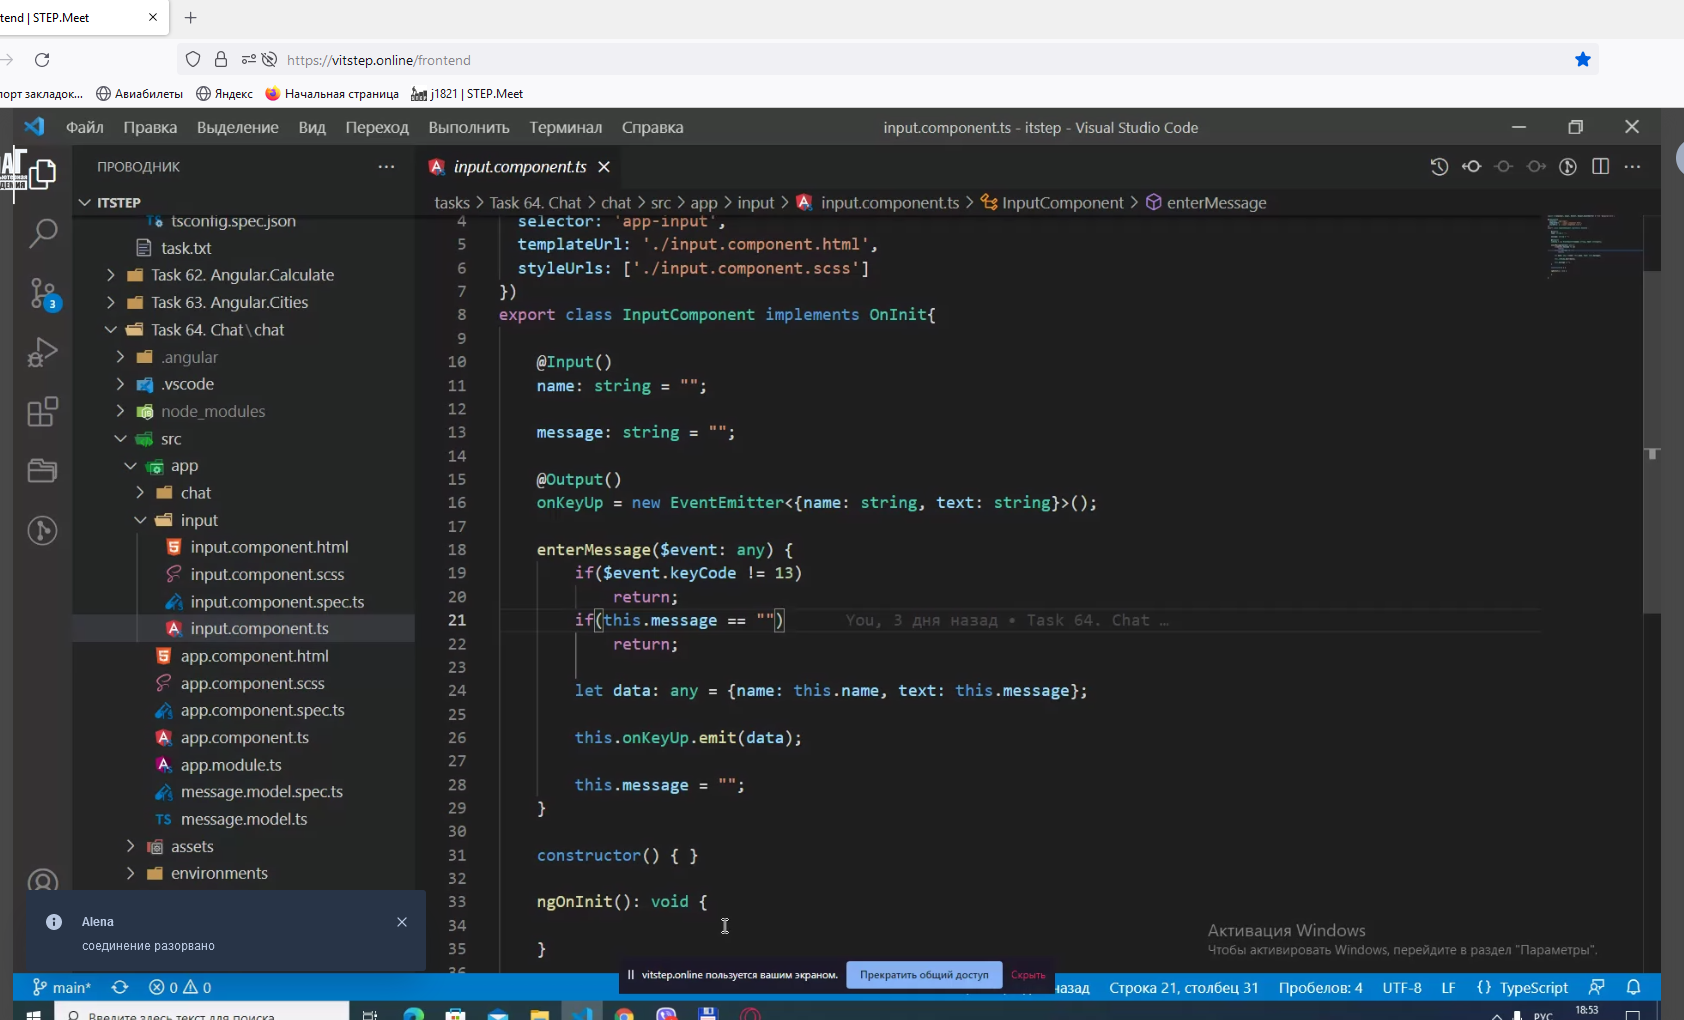 tend | STEP.Meet
https://vitstep.online/frontend
порт закладок...
Авиабилеты
Яндекс
Начальная страница
j1821 | STEP.Meet
Файл Правка Выделение Вид Переход Выполнить Терминал Справка
input.component.ts - itstep - Visual Studio Code
ПРОВОДНИК
input.component.ts
ITSTEP
tasks > Task 64. Chat > chat > src > app > input > input.component.ts > InputComponent > enterMessage
tsconfig.spec.json
task.txt
Task 62. Angular.Calculate
Task 63. Angular.Cities
Task 64. Chat\chat
.angular
.vscode
node_modules
src
app
chat
input
input.component.html
input.component.scss
input.component.spec.ts
input.component.ts
app.component.html
app.component.scss
app.component.spec.ts
app.component.ts
app.module.ts
message.model.spec.ts
TS message.model.ts
assets
environments
3
4 selector: 'app-input',
5 templateUrl: './input.component.html',
6 styleUrls: ['./input.component.scss']
7 })
8 export class InputComponent implements OnInit{
9
10 @Input()
11 name: string = "";
12
13 message: string = "";
14
15 @Output()
16 onKeyUp = new EventEmitter<{name: string, text: string}>();
17
18 enterMessage($event: any) {
19 if($event.keyCode != 13)
20 return;
21 if(this.message == "") You, 3 дня назад • Task 64. Chat …
22 return;
23
24 let data: any = {name: this.name, text: this.message};
25
26 this.onKeyUp.emit(data);
27
28 this.message = "";
29 }
30
31 constructor() { }
32
33 ngOnInit(): void {
34
35 }
36
Alena
соединение разорвано
Активация Windows
Чтобы активировать Windows, перейдите в раздел "Параметры".
vitstep.online пользуется вашим экраном.
Прекратить общий доступ
Скрыть
main* 0 0
назад Строка 21, столбец 31 Пробелов: 4 UTF-8 LF {} TypeScript
Введите здесь текст для поиска
РУС
18:53